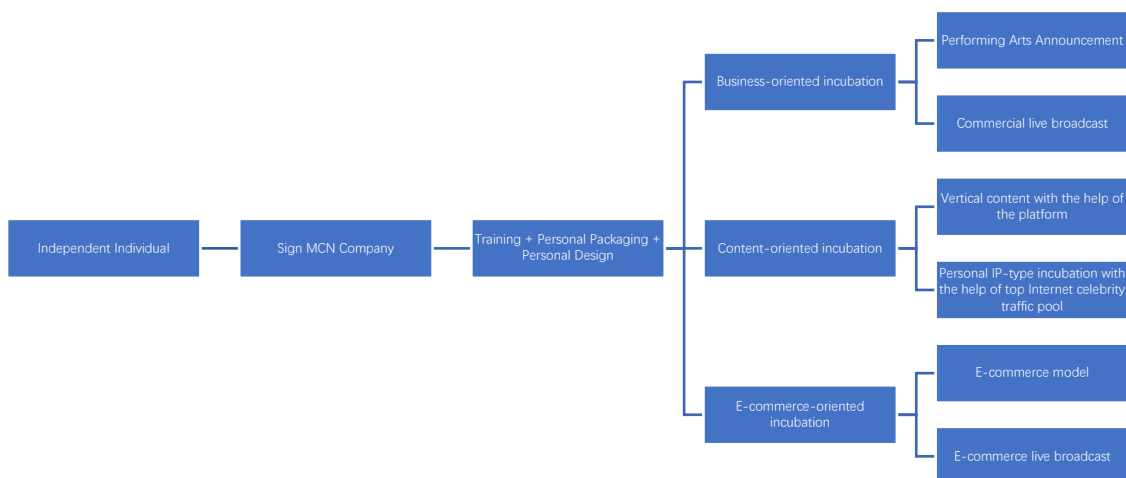 Independent Individual
Sign MCN Company
Training + Personal Packaging +
Personal Design
Business-oriented incubation
Performing Arts Announcement
Commercial live broadcast
Content-oriented incubation
Vertical content with the help of
the platform
Personal IP-type incubation with
the help of top Internet celebrity
traffic pool
E-commerce-oriented
incubation
E-commerce model
E-commerce live broadcast